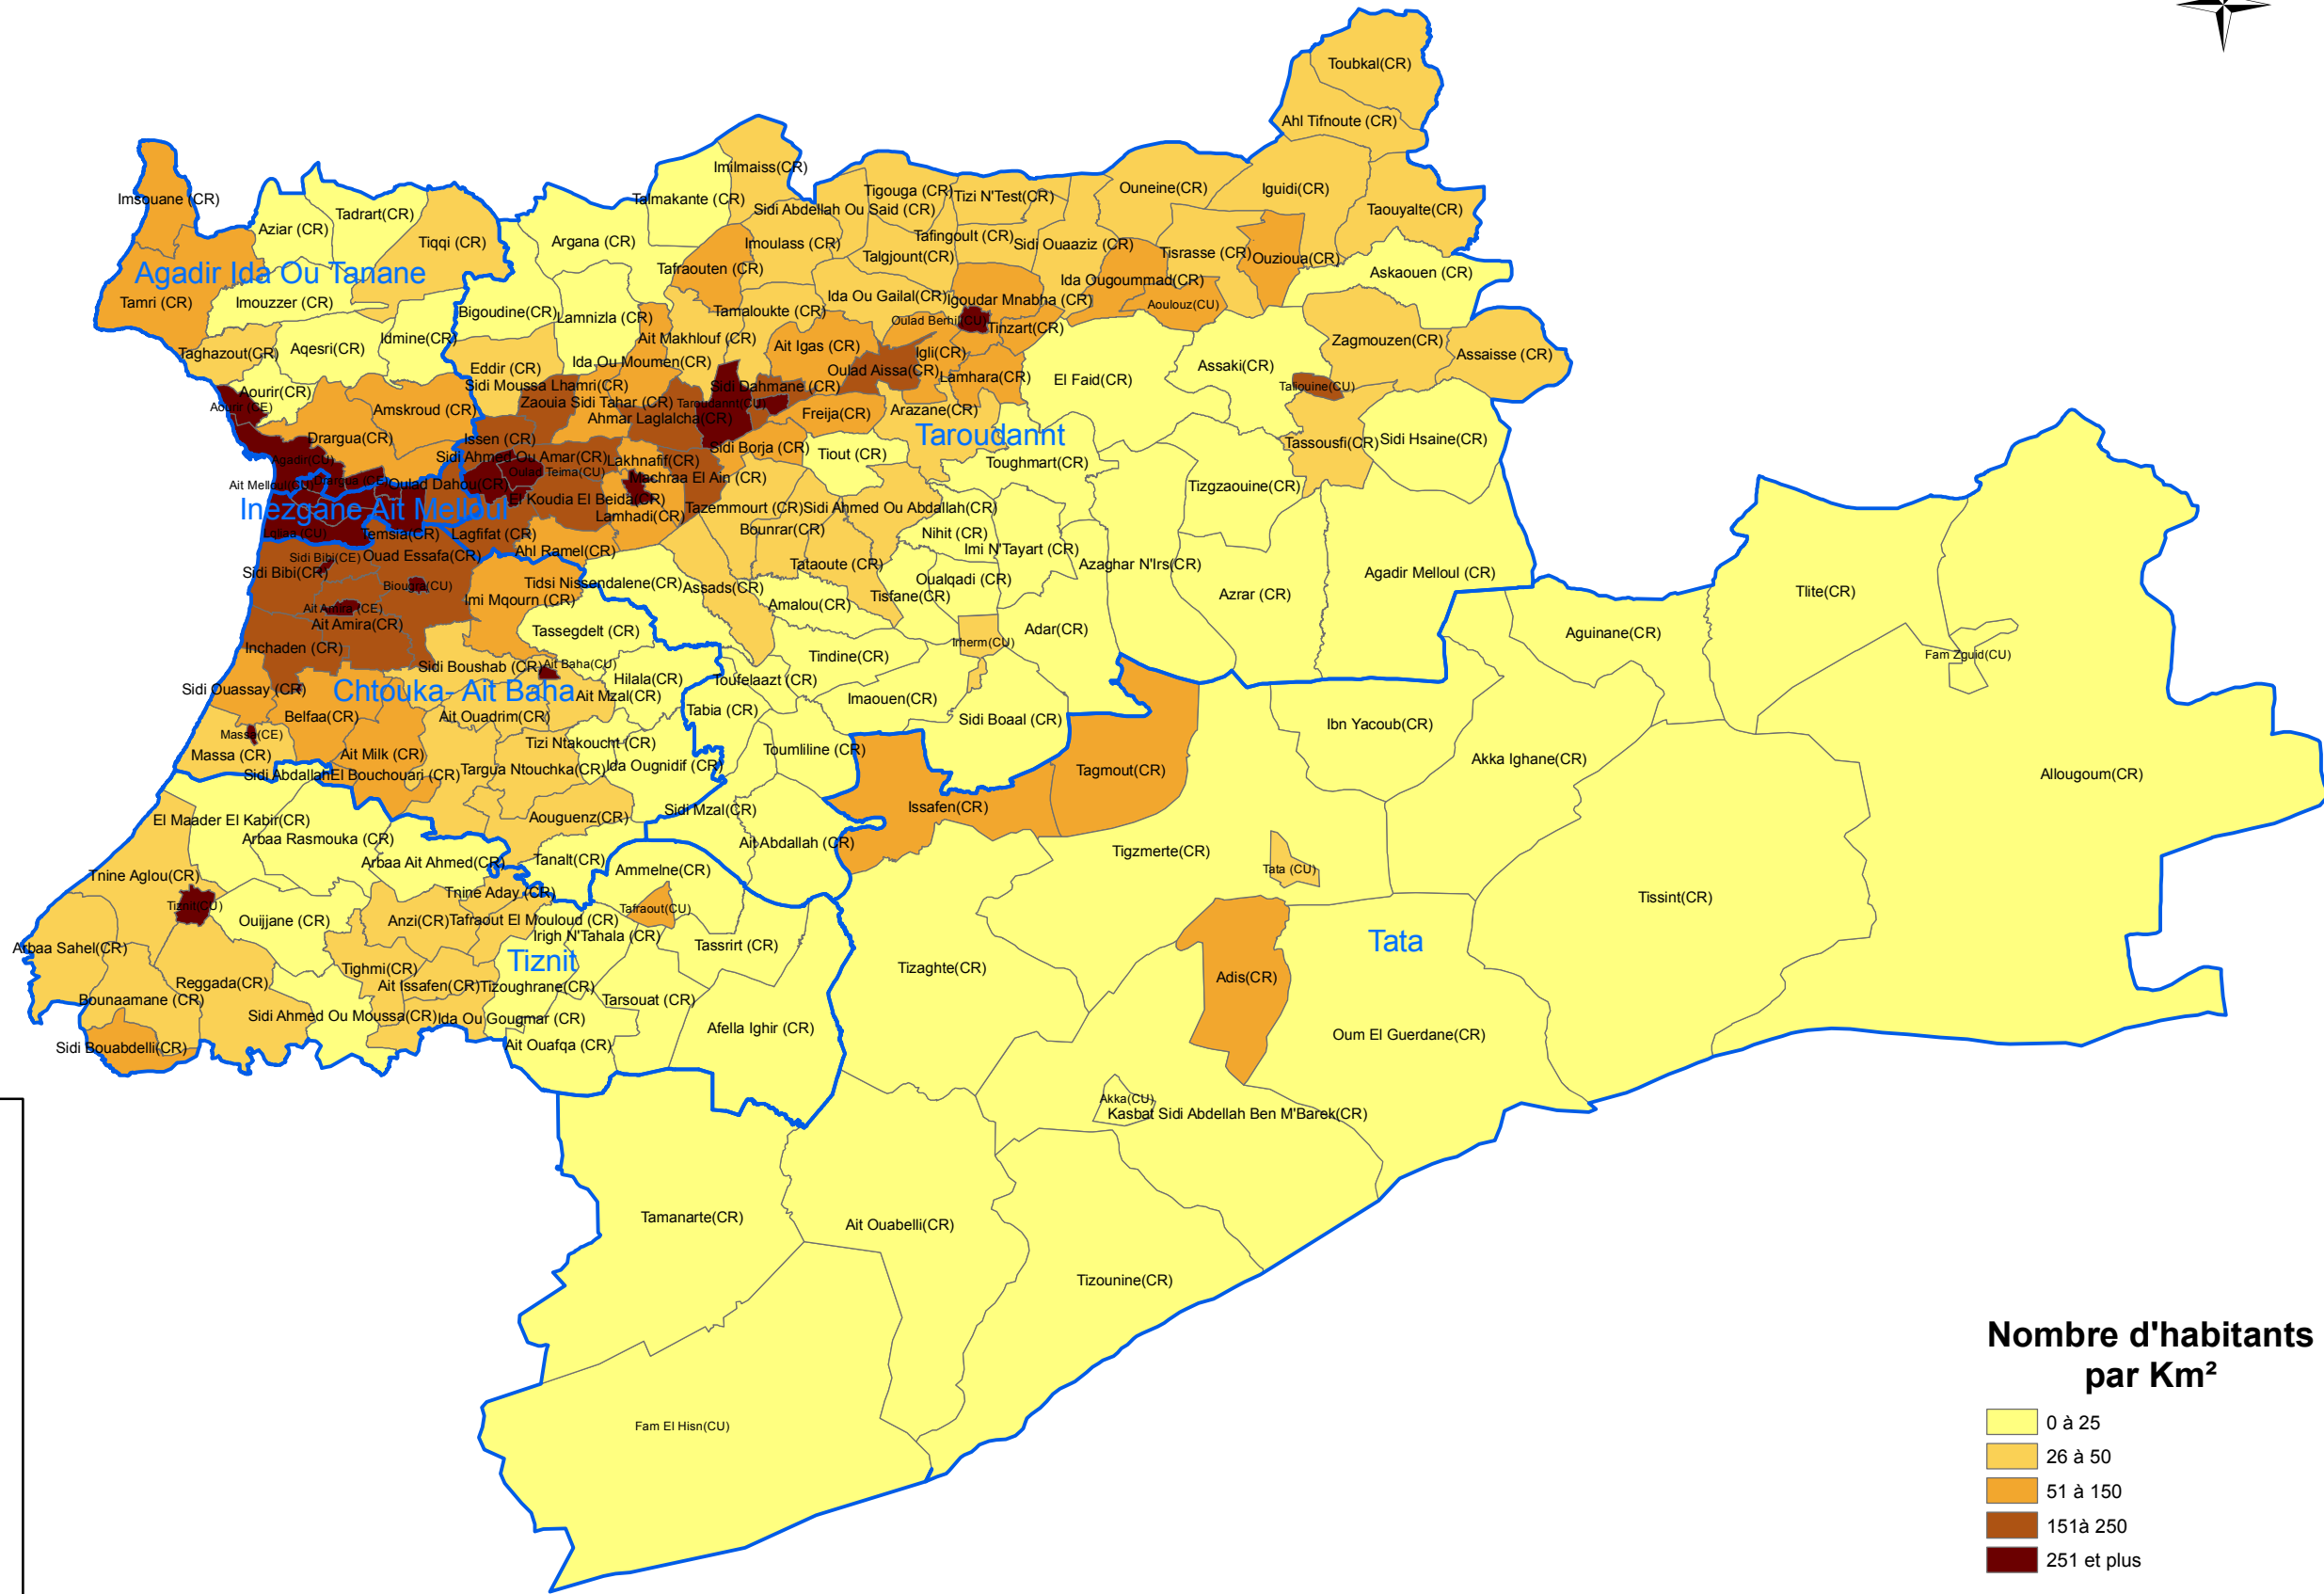 Toubkal(CR)
Ahl Tifnoute (CR)
Imilmaiss(CR)
Imsouane (CR)
Talmakante (CR)
Tigouga (CR)
Tizi N'Test(CR)
Ouneine(CR)
Iguidi(CR)
Tadrart(CR)
Sidi Abdellah Ou Said (CR)
Taouyalte(CR)
Aziar (CR)
Tiqqi (CR)
Argana (CR)
Imoulass (CR)
Tafingoult (CR)
Sidi Ouaaziz (CR)
Talgjount(CR)
Tisrasse (CR)
Ouzioua(CR)
Agadir Ida Ou Tanane
Tafraouten (CR)
Askaouen (CR)
Ida Ougoummad(CR)
Tamri (CR)
Imouzzer (CR)
Ida Ou Gailal(CR)
Igoudar Mnabha (CR)
Aoulouz(CU)
Bigoudine(CR)
Lamnizla (CR)
Tamaloukte (CR)
Oulad Berhil(CU)
Tinzart(CR)
Idmine(CR)
Ait Makhlouf (CR)
Zagmouzen(CR)
Taghazout(CR)
Aqesri(CR)
Ait Igas (CR)
Igli(CR)
Assaisse (CR)
Eddir (CR)
Ida Ou Moumen(CR)
Oulad Aissa(CR)
Lamhara(CR)
El Faid(CR)
Assaki(CR)
Sidi Moussa Lhamri(CR)
Sidi Dahmane (CR)
Taliouine(CU)
Aourir(CR)
Aourir (CE)
Amskroud (CR)
Zaouia Sidi Tahar (CR)
Taroudannt(CU)
Ahmar Laglalcha(CR)
Freija(CR)
Arazane(CR)
Drargua(CR)
Issen (CR)
Taroudannt
Tassousfi(CR)
Sidi Hsaine(CR)
Sidi Borja (CR)
Tiout (CR)
Agadir(CU)
Sidi Ahmed Ou Amar(CR)
Lakhnafif(CR)
Toughmart(CR)
Oulad Teima(CU)
Machraa El Ain (CR)
Ait Melloul(CU)
Drargua (CE)
Oulad Dahou(CR)
Tizgzaouine(CR)
El Koudia El Beida(CR)
Inezgane Ait Melloul
Lamhadi(CR)
Tazemmourt (CR)
Sidi Ahmed Ou Abdallah(CR)
Lqliaa (CU)
Temsia(CR)
Lagfifat (CR)
Bounrar(CR)
Nihit (CR)
Imi N'Tayart (CR)
Sidi Bibi(CE)
Ouad Essafa(CR)
Ahl Ramel(CR)
Tataoute (CR)
Azaghar N'Irs(CR)
Sidi Bibi(CR)
Biougra(CU)
Tidsi Nissendalene(CR)
Assads(CR)
Oualqadi (CR)
Agadir Melloul (CR)
Imi Mqourn (CR)
Amalou(CR)
Tisfane(CR)
Azrar (CR)
Tlite(CR)
Ait Amira (CE)
Ait Amira(CR)
Tassegdelt (CR)
Adar(CR)
Aguinane(CR)
Inchaden (CR)
Irherm(CU)
Fam Zguid(CU)
Sidi Boushab (CR)
Ait Baha(CU)
Tindine(CR)
Sidi Ouassay (CR)
Chtouka- Ait Baha
Hilala(CR)
Toufelaazt (CR)
Ait Mzal(CR)
Imaouen(CR)
Belfaa(CR)
Ait Ouadrim(CR)
Tabia (CR)
Sidi Boaal (CR)
Ibn Yacoub(CR)
Massa(CE)
Massa (CR)
Ait Milk (CR)
Tizi Ntakoucht (CR)
Toumliline (CR)
Akka Ighane(CR)
Sidi Abdallah El Bouchouari (CR)
Targua Ntouchka(CR)
Ida Ougnidif (CR)
Tagmout(CR)
Allougoum(CR)
Issafen(CR)
El Maader El Kabir(CR)
Aouguenz(CR)
Sidi Mzal(CR)
Arbaa Rasmouka (CR)
Ait Abdallah (CR)
Tigzmerte(CR)
Arbaa Ait Ahmed(CR)
Tanalt(CR)
Ammelne(CR)
Tata (CU)
Tnine Aglou(CR)
Tnine Aday (CR)
Tissint(CR)
Tiznit(CU)
Ouijjane (CR)
Anzi(CR)
Tafraout El Mouloud (CR)
Tafraout(CU)
Irigh N'Tahala (CR)
Tata
Arbaa Sahel(CR)
Tassrirt (CR)
Tiznit
Tighmi(CR)
Tizaghte(CR)
Adis(CR)
Reggada(CR)
Ait Issafen(CR)
Tizoughrane(CR)
Bounaamane (CR)
Tarsouat (CR)
Sidi Ahmed Ou Moussa(CR)
Ida Ou Gougmar (CR)
Afella Ighir (CR)
Oum El Guerdane(CR)
Sidi Bouabdelli(CR)
Ait Ouafqa (CR)
Akka(CU)
Kasbat Sidi Abdellah Ben M'Barek(CR)
Tamanarte(CR)
Ait Ouabelli(CR)
Tizounine(CR)
Fam El Hisn(CU)
Nombre d'habitants
par Km²
0 à 25
26 à 50
51 à 150
151à 250
251 et plus